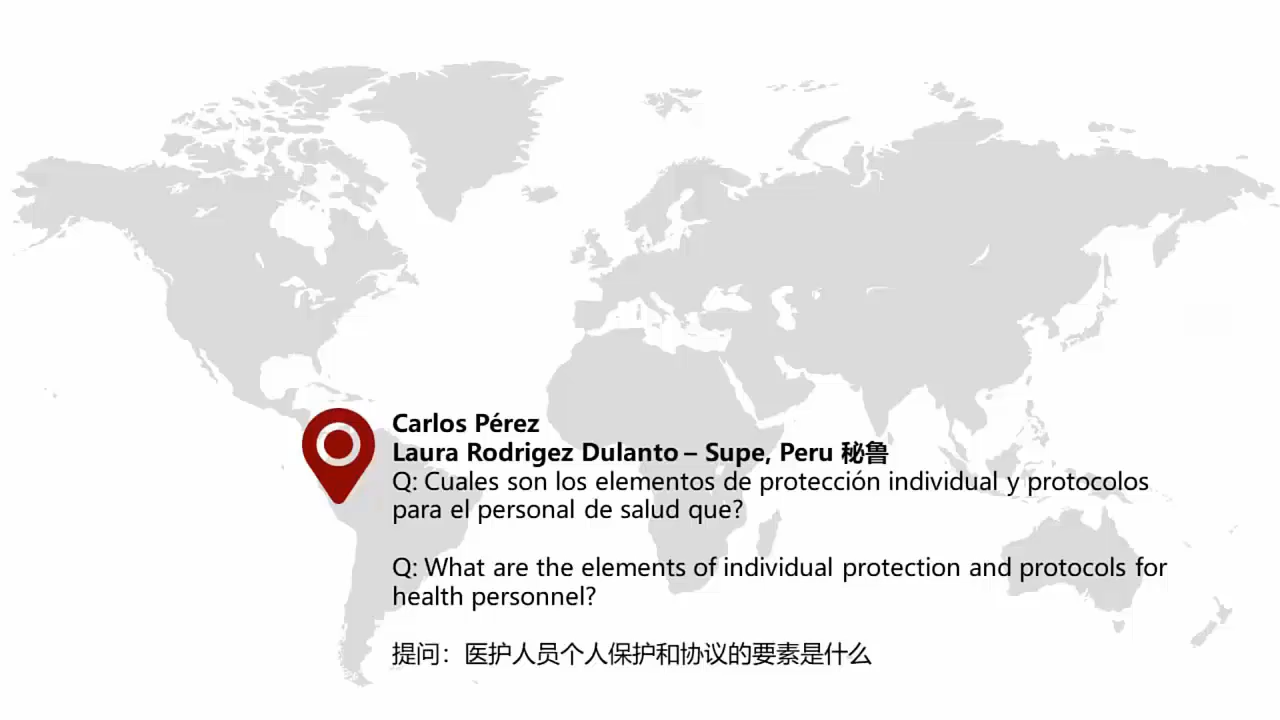 Carlos Pérez
Laura Rodrigez Dulanto – Supe, Peru 秘鲁
Q: Cuales son los elementos de protección individual y protocolos
para el personal de salud que?
Q: What are the elements of individual protection and protocols for
health personnel?
提问：医护人员个人保护和协议的要素是什么